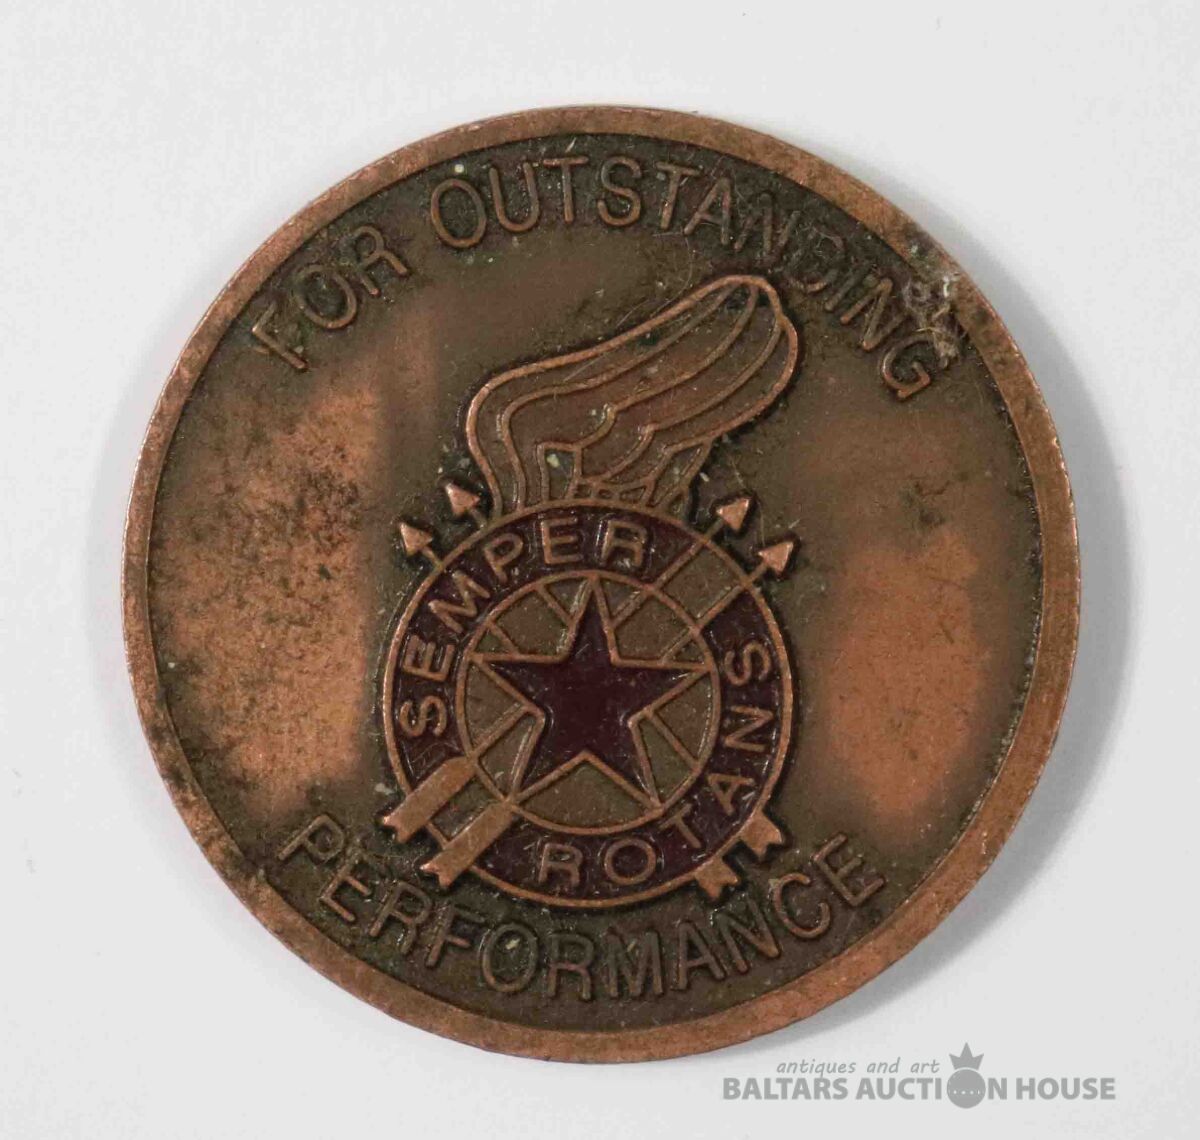 FOR OUTSTANDING
SEMPER
ROTANS
PERFORMANCE
antiques and art
BALTARS AUCTION HOUSE